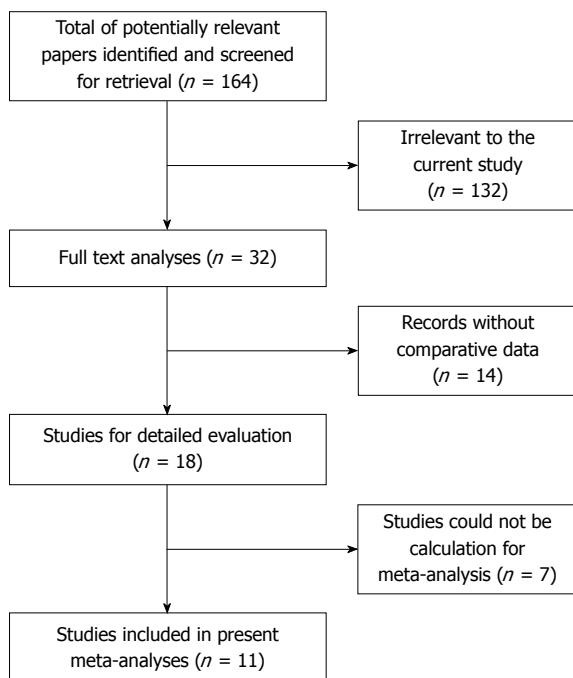 Total of potentially relevant
papers identified and screened
for retrieval (n = 164)
Irrelevant to the
current study
(n = 132)
Full text analyses (n = 32)
Records without
comparative data
(n = 14)
Studies for detailed evaluation
(n = 18)
Studies could not be
calculation for
meta-analysis (n = 7)
Studies included in present
meta-analyses (n = 11)